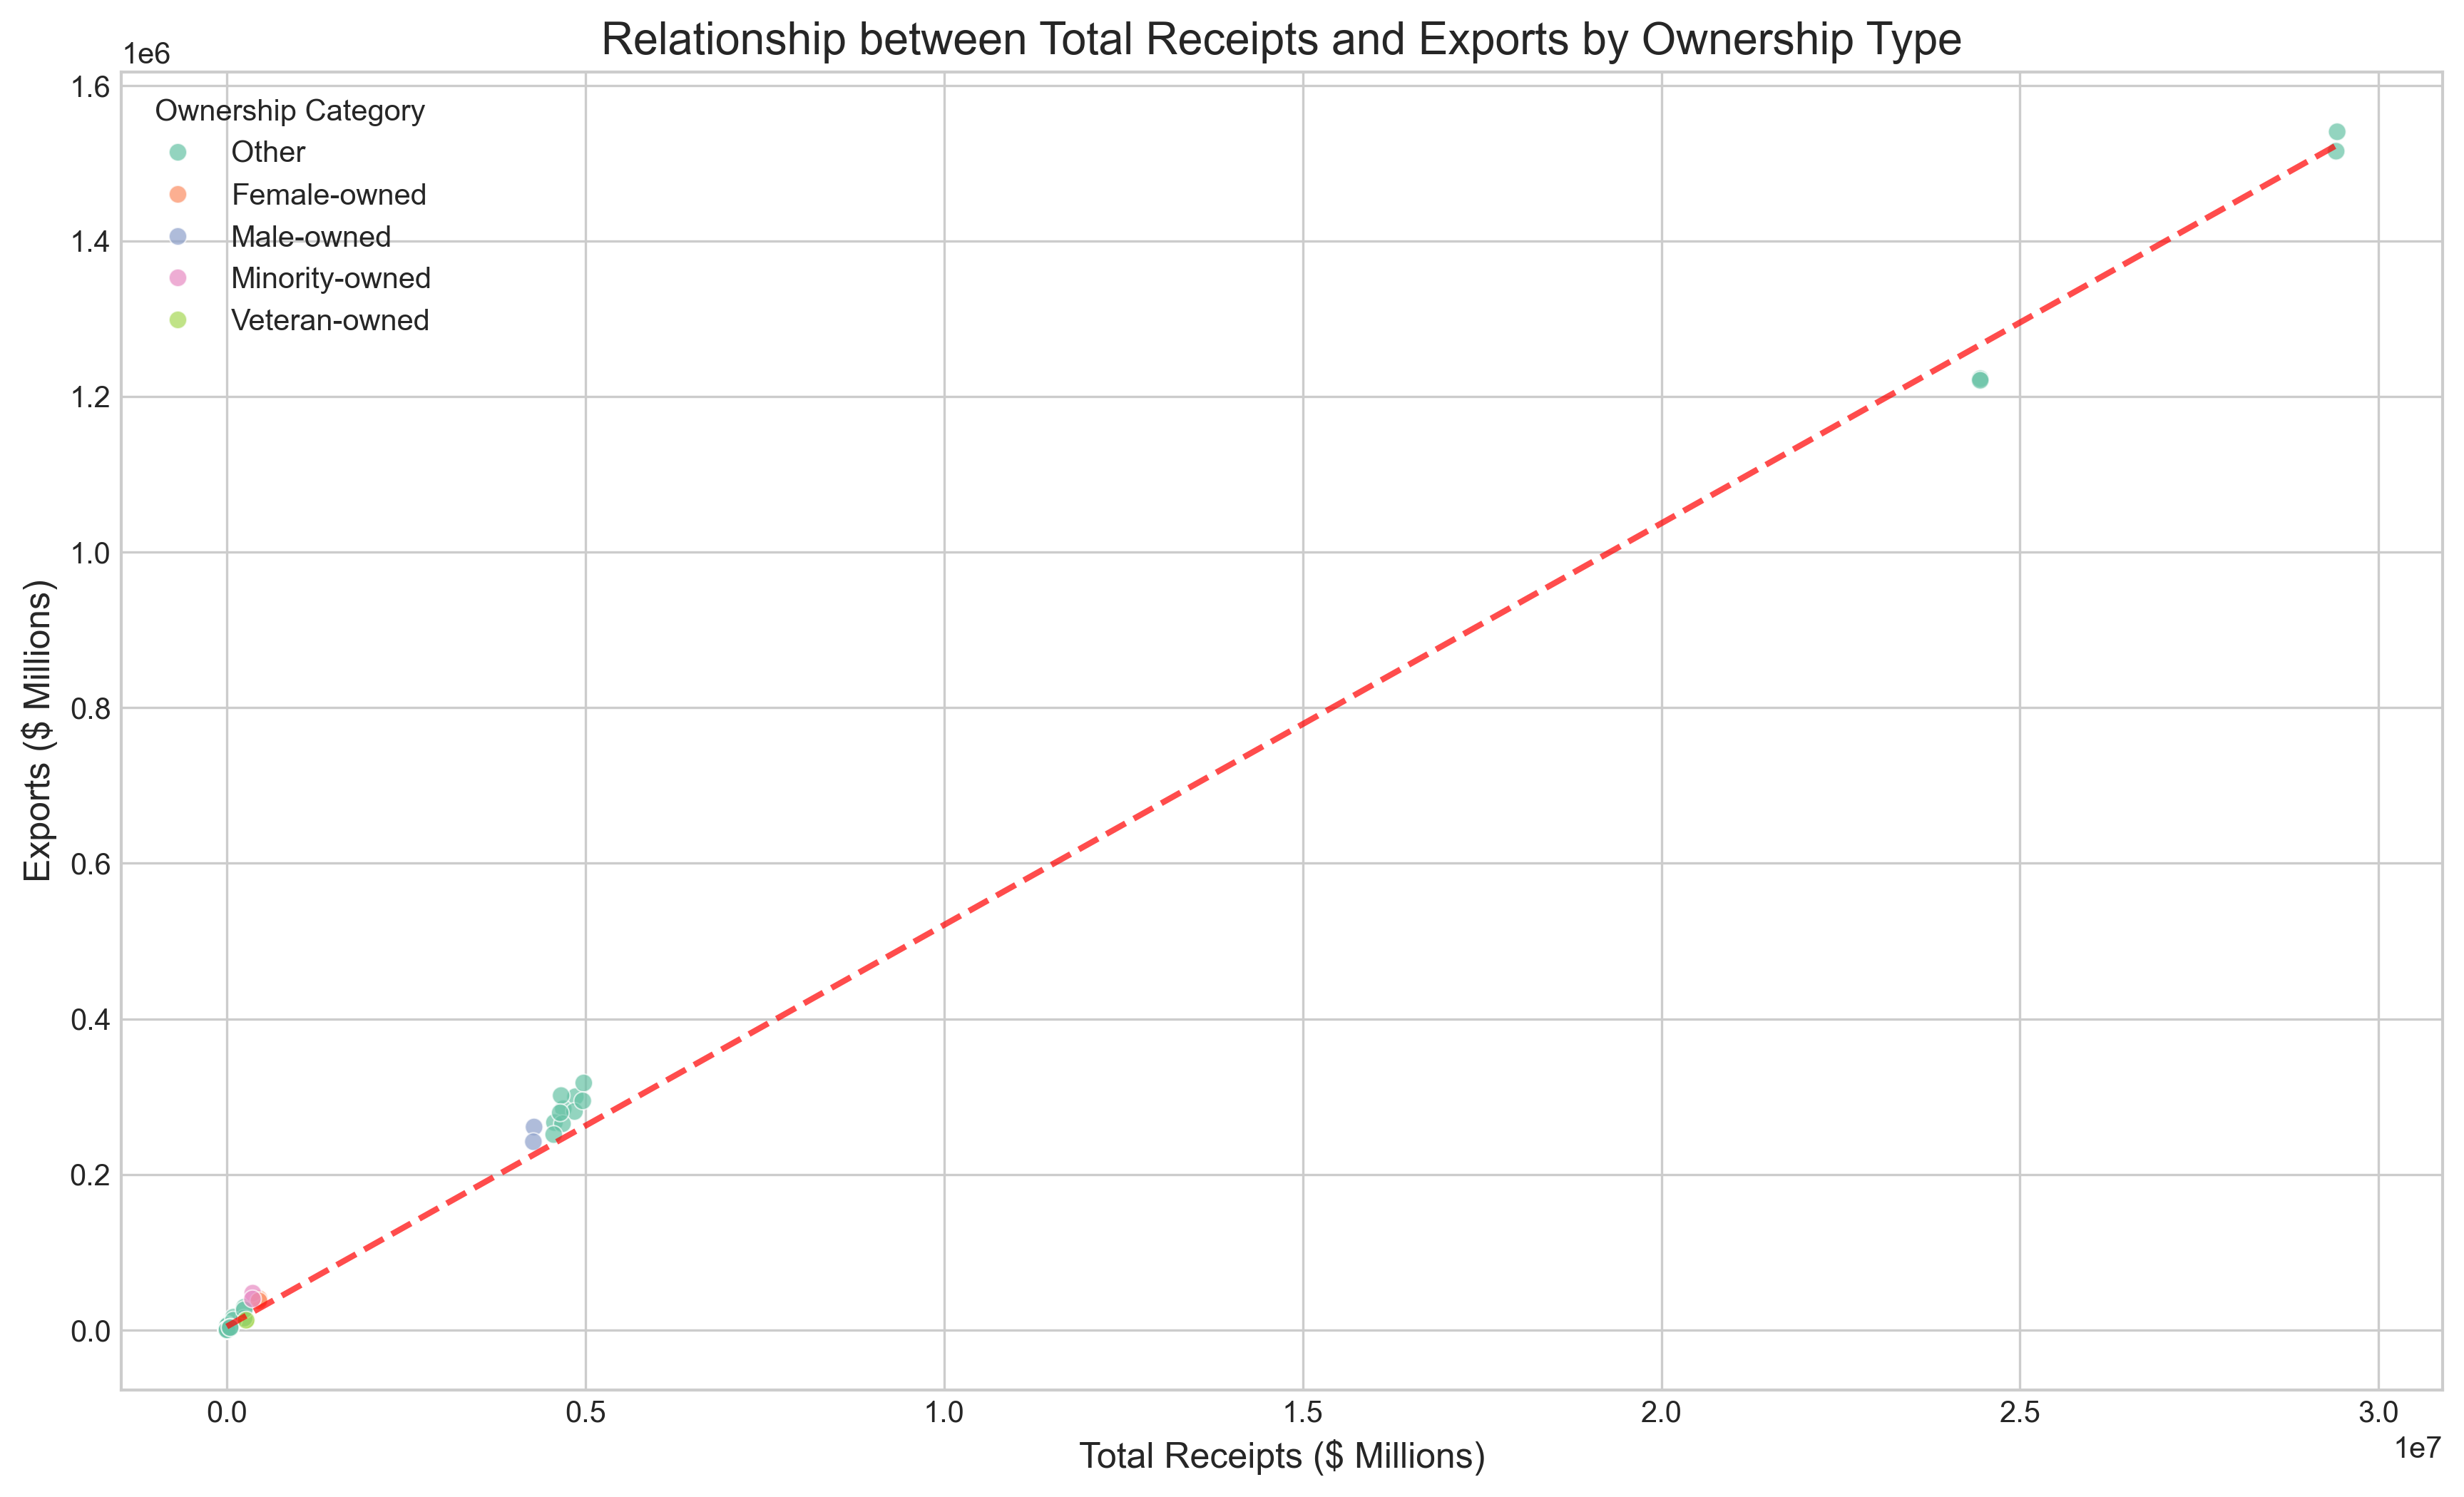 Relationship between Total Receipts and Exports by Ownership Type
1e6
1.6
1.4
1.2
1.0
0.8
0.6
0.4
0.2
0.0
Exports ($ Millions)
Ownership Category
Other
Female-owned
Male-owned
Minority-owned
Veteran-owned
0.0 0.5 1.0 1.5 2.0 2.5 3.0
1e7
Total Receipts ($ Millions)